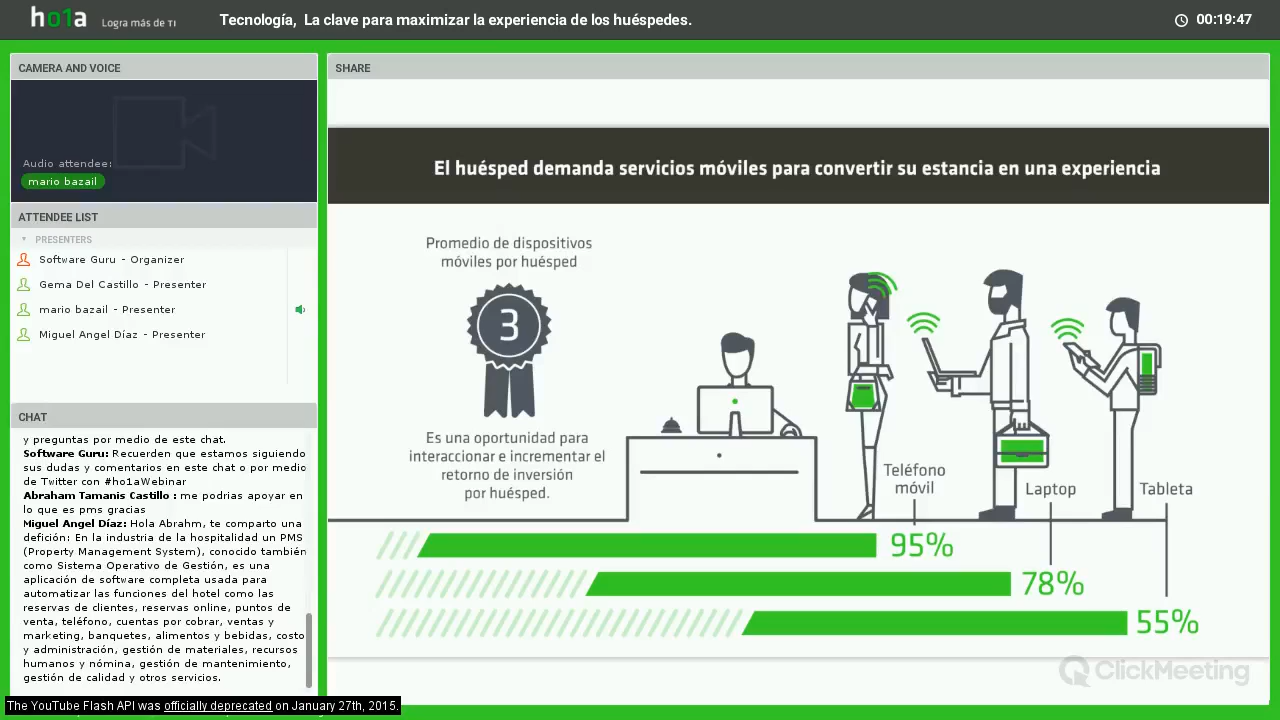 ho1a Logra más de TI
Tecnología, La clave para maximizar la experiencia de los huéspedes.
00:19:47
CAMERA AND VOICE
Audio attendee:
mario bazail
ATTENDEE LIST
PRESENTERS
Software Guru - Organizer
Gema Del Castillo - Presenter
mario bazail - Presenter
Miguel Angel Díaz - Presenter
CHAT
y preguntas por medio de este chat.
Software Guru: Recuerden que estamos siguiendo
sus dudas y comentarios en este chat o por medio
de Twitter con #ho1aWebinar
Abraham Tamanis Castillo : me podrias apoyar en
lo que es pms gracias
Miguel Angel Díaz: Hola Abrahm, te comparto una
defición: En la industria de la hospitalidad un PMS
(Property Management System), conocido también
como Sistema Operativo de Gestión, es una
aplicación de software completa usada para
automatizar las funciones del hotel como las
reservas de clientes, reservas online, puntos de
venta, teléfono, cuentas por cobrar, ventas y
marketing, banquetes, alimentos y bebidas, costo
y administración, gestión de materiales, recursos
humanos y nómina, gestión de mantenimiento,
gestión de calidad y otros servicios.
The YouTube Flash API was officially deprecated on January 27th, 2015.
SHARE
El huésped demanda servicios móviles para convertir su estancia en una experiencia
Promedio de dispositivos
móviles por huésped
3
Es una oportunidad para
interaccionar e incrementar el
retorno de inversión
por huésped.
Teléfono
móvil
Laptop
Tableta
95%
78%
55%
ClickMeeting